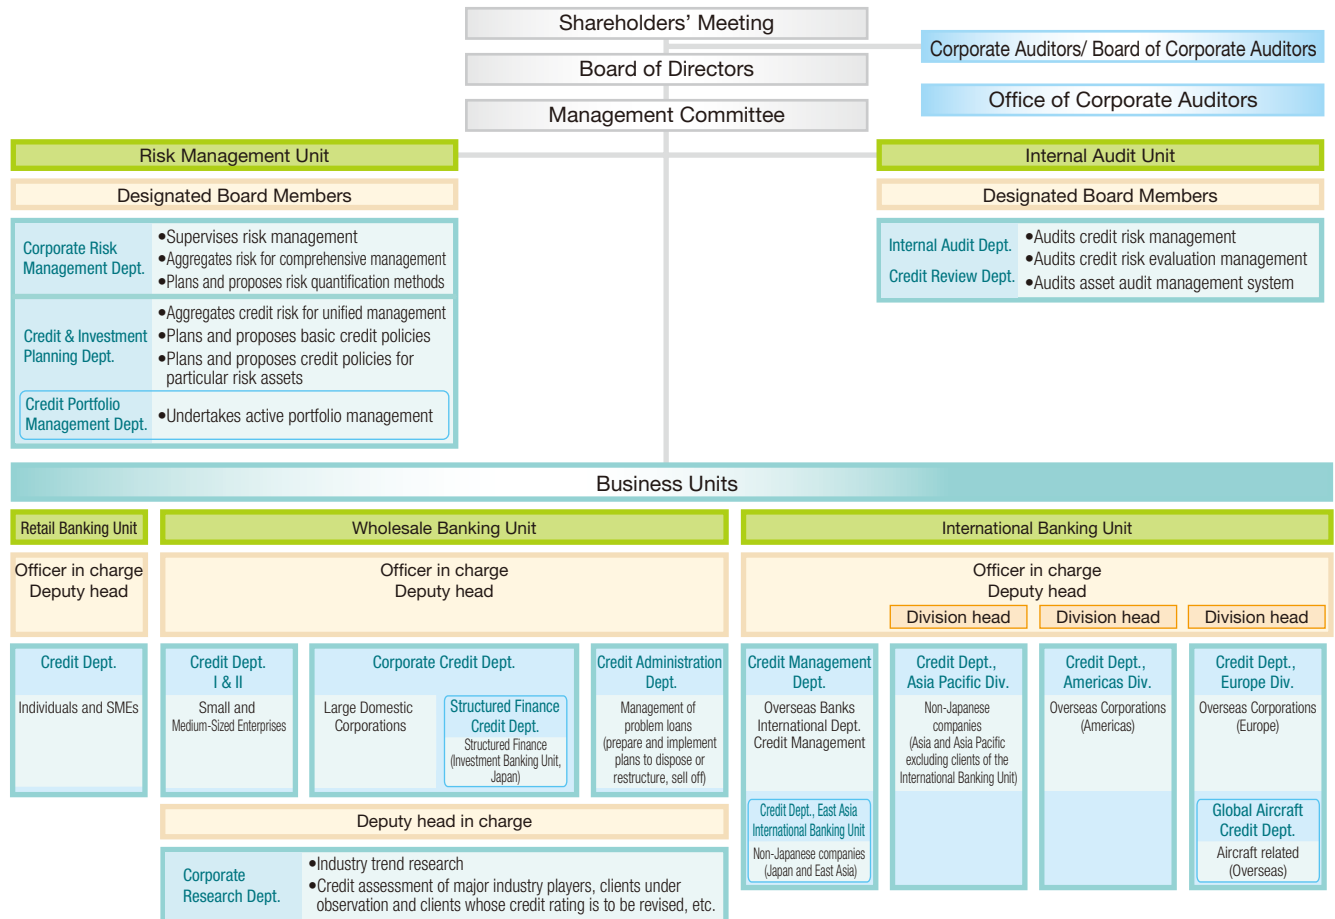 Shareholders' Meeting
Corporate Auditors/ Board of Corporate Auditors
Board of Directors
Office of Corporate Auditors
Management Committee
Risk Management Unit
Designated Board Members
Corporate Risk
Management Dept.
•Supervises risk management
•Aggregates risk for comprehensive management
•Plans and proposes risk quantification methods
Credit & Investment
Planning Dept.
•Aggregates credit risk for unified management
•Plans and proposes basic credit policies
•Plans and proposes credit policies for
particular risk assets
Credit Portfolio
Management Dept.
•Undertakes active portfolio management
Internal Audit Unit
Designated Board Members
Internal Audit Dept.
Credit Review Dept.
•Audits credit risk management
•Audits credit risk evaluation management
•Audits asset audit management system
Business Units
Retail Banking Unit
Officer in charge
Deputy head
Credit Dept.
Individuals and SMEs
Wholesale Banking Unit
Officer in charge
Deputy head
Credit Dept.
I & II
Small and
Medium-Sized Enterprises
Corporate Credit Dept.
Large Domestic
Corporations
Structured Finance
Credit Dept.
Structured Finance
(Investment Banking Unit,
Japan)
Credit Administration
Dept.
Management of
problem loans
(prepare and implement
plans to dispose or
restructure, sell off)
Deputy head in charge
Corporate
Research Dept.
•Industry trend research
•Credit assessment of major industry players, clients under
observation and clients whose credit rating is to be revised, etc.
International Banking Unit
Officer in charge
Deputy head
Division head
Division head
Division head
Credit Management
Dept.
Overseas Banks
International Dept.
Credit Management
Credit Dept., East Asia
International Banking Unit
Non-Japanese companies
(Japan and East Asia)
Credit Dept.,
Asia Pacific Div.
Non-Japanese
companies
(Asia and Asia Pacific
excluding clients of the
International Banking Unit)
Credit Dept.,
Americas Div.
Overseas Corporations
(Americas)
Credit Dept.,
Europe Div.
Overseas Corporations
(Europe)
Global Aircraft
Credit Dept.
Aircraft related
(Overseas)